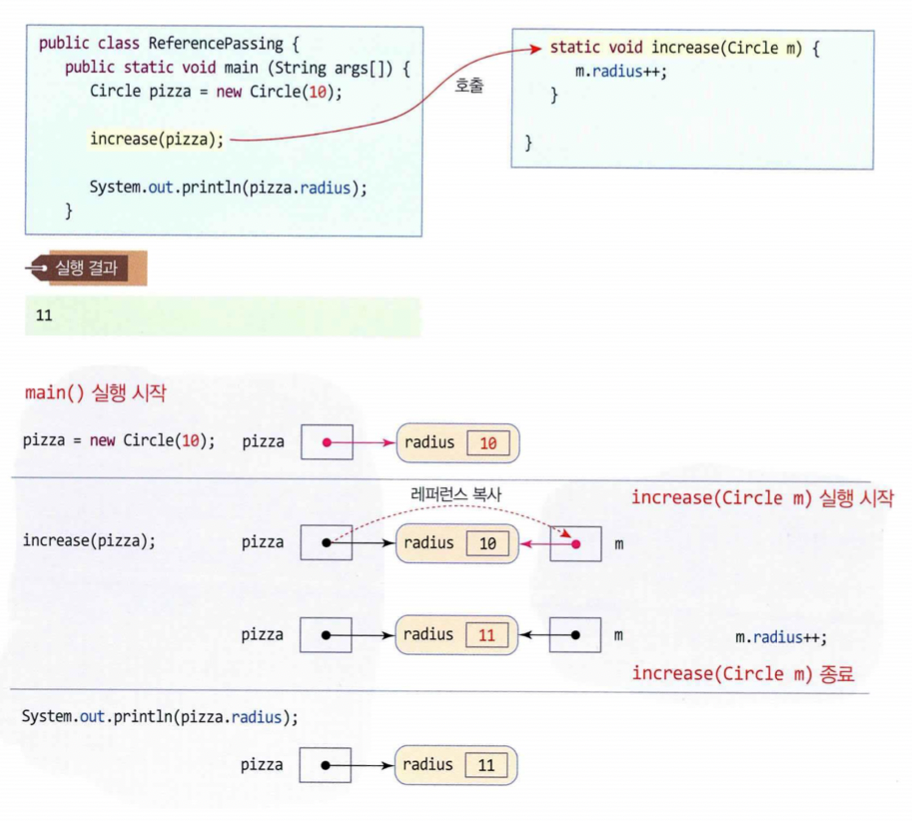 public class ReferencePassing {
public static void main (String args[]) {
Circle pizza = new Circle(10);
increase(pizza);
System.out.println(pizza.radius);
}
호출
static void increase(Circle m) {
m.radius++;
}
}
실행 결과
11
main() 실행 시작
pizza = new Circle(10); pizza radius 10
레퍼런스 복사
increase(Circle m) 실행 시작
increase(pizza); pizza radius 10 m
pizza radius 11 m m.radius++;
increase(Circle m) 종료
System.out.println(pizza.radius);
pizza radius 11